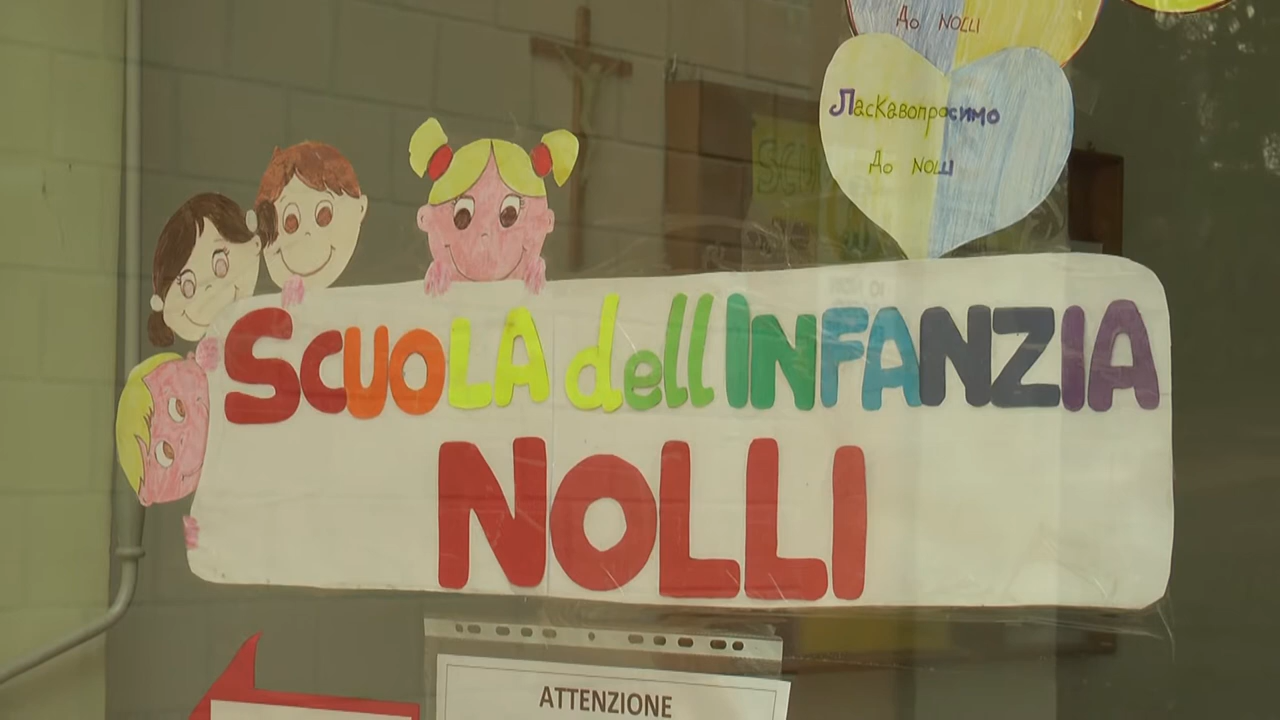 До NOLLI
Ласкавопросимо
До NOLLI
SCUOLA dell INFANZIA
NOLLI
ATTENZIONE